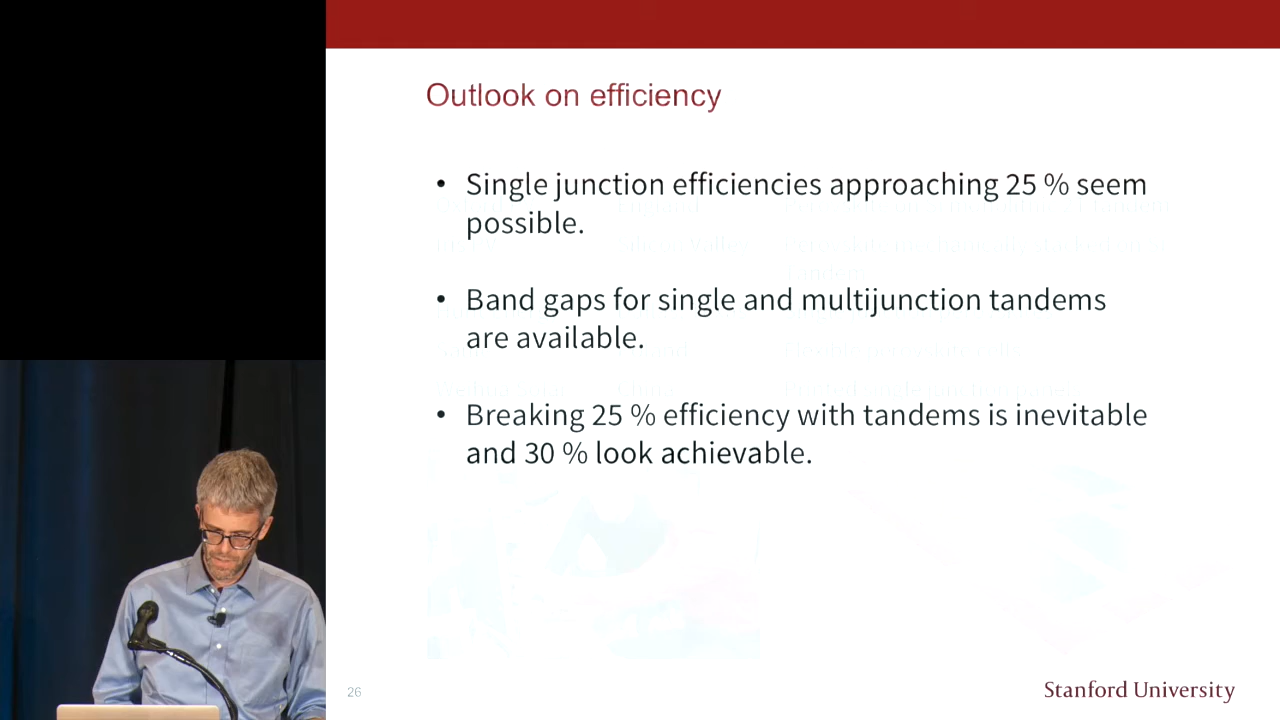 Outlook on efficiency
• Single junction efficiencies approaching 25 % seem
possible.
• Band gaps for single and multijunction tandems
are available.
• Breaking 25 % efficiency with tandems is inevitable
and 30 % look achievable.
26
Stanford University